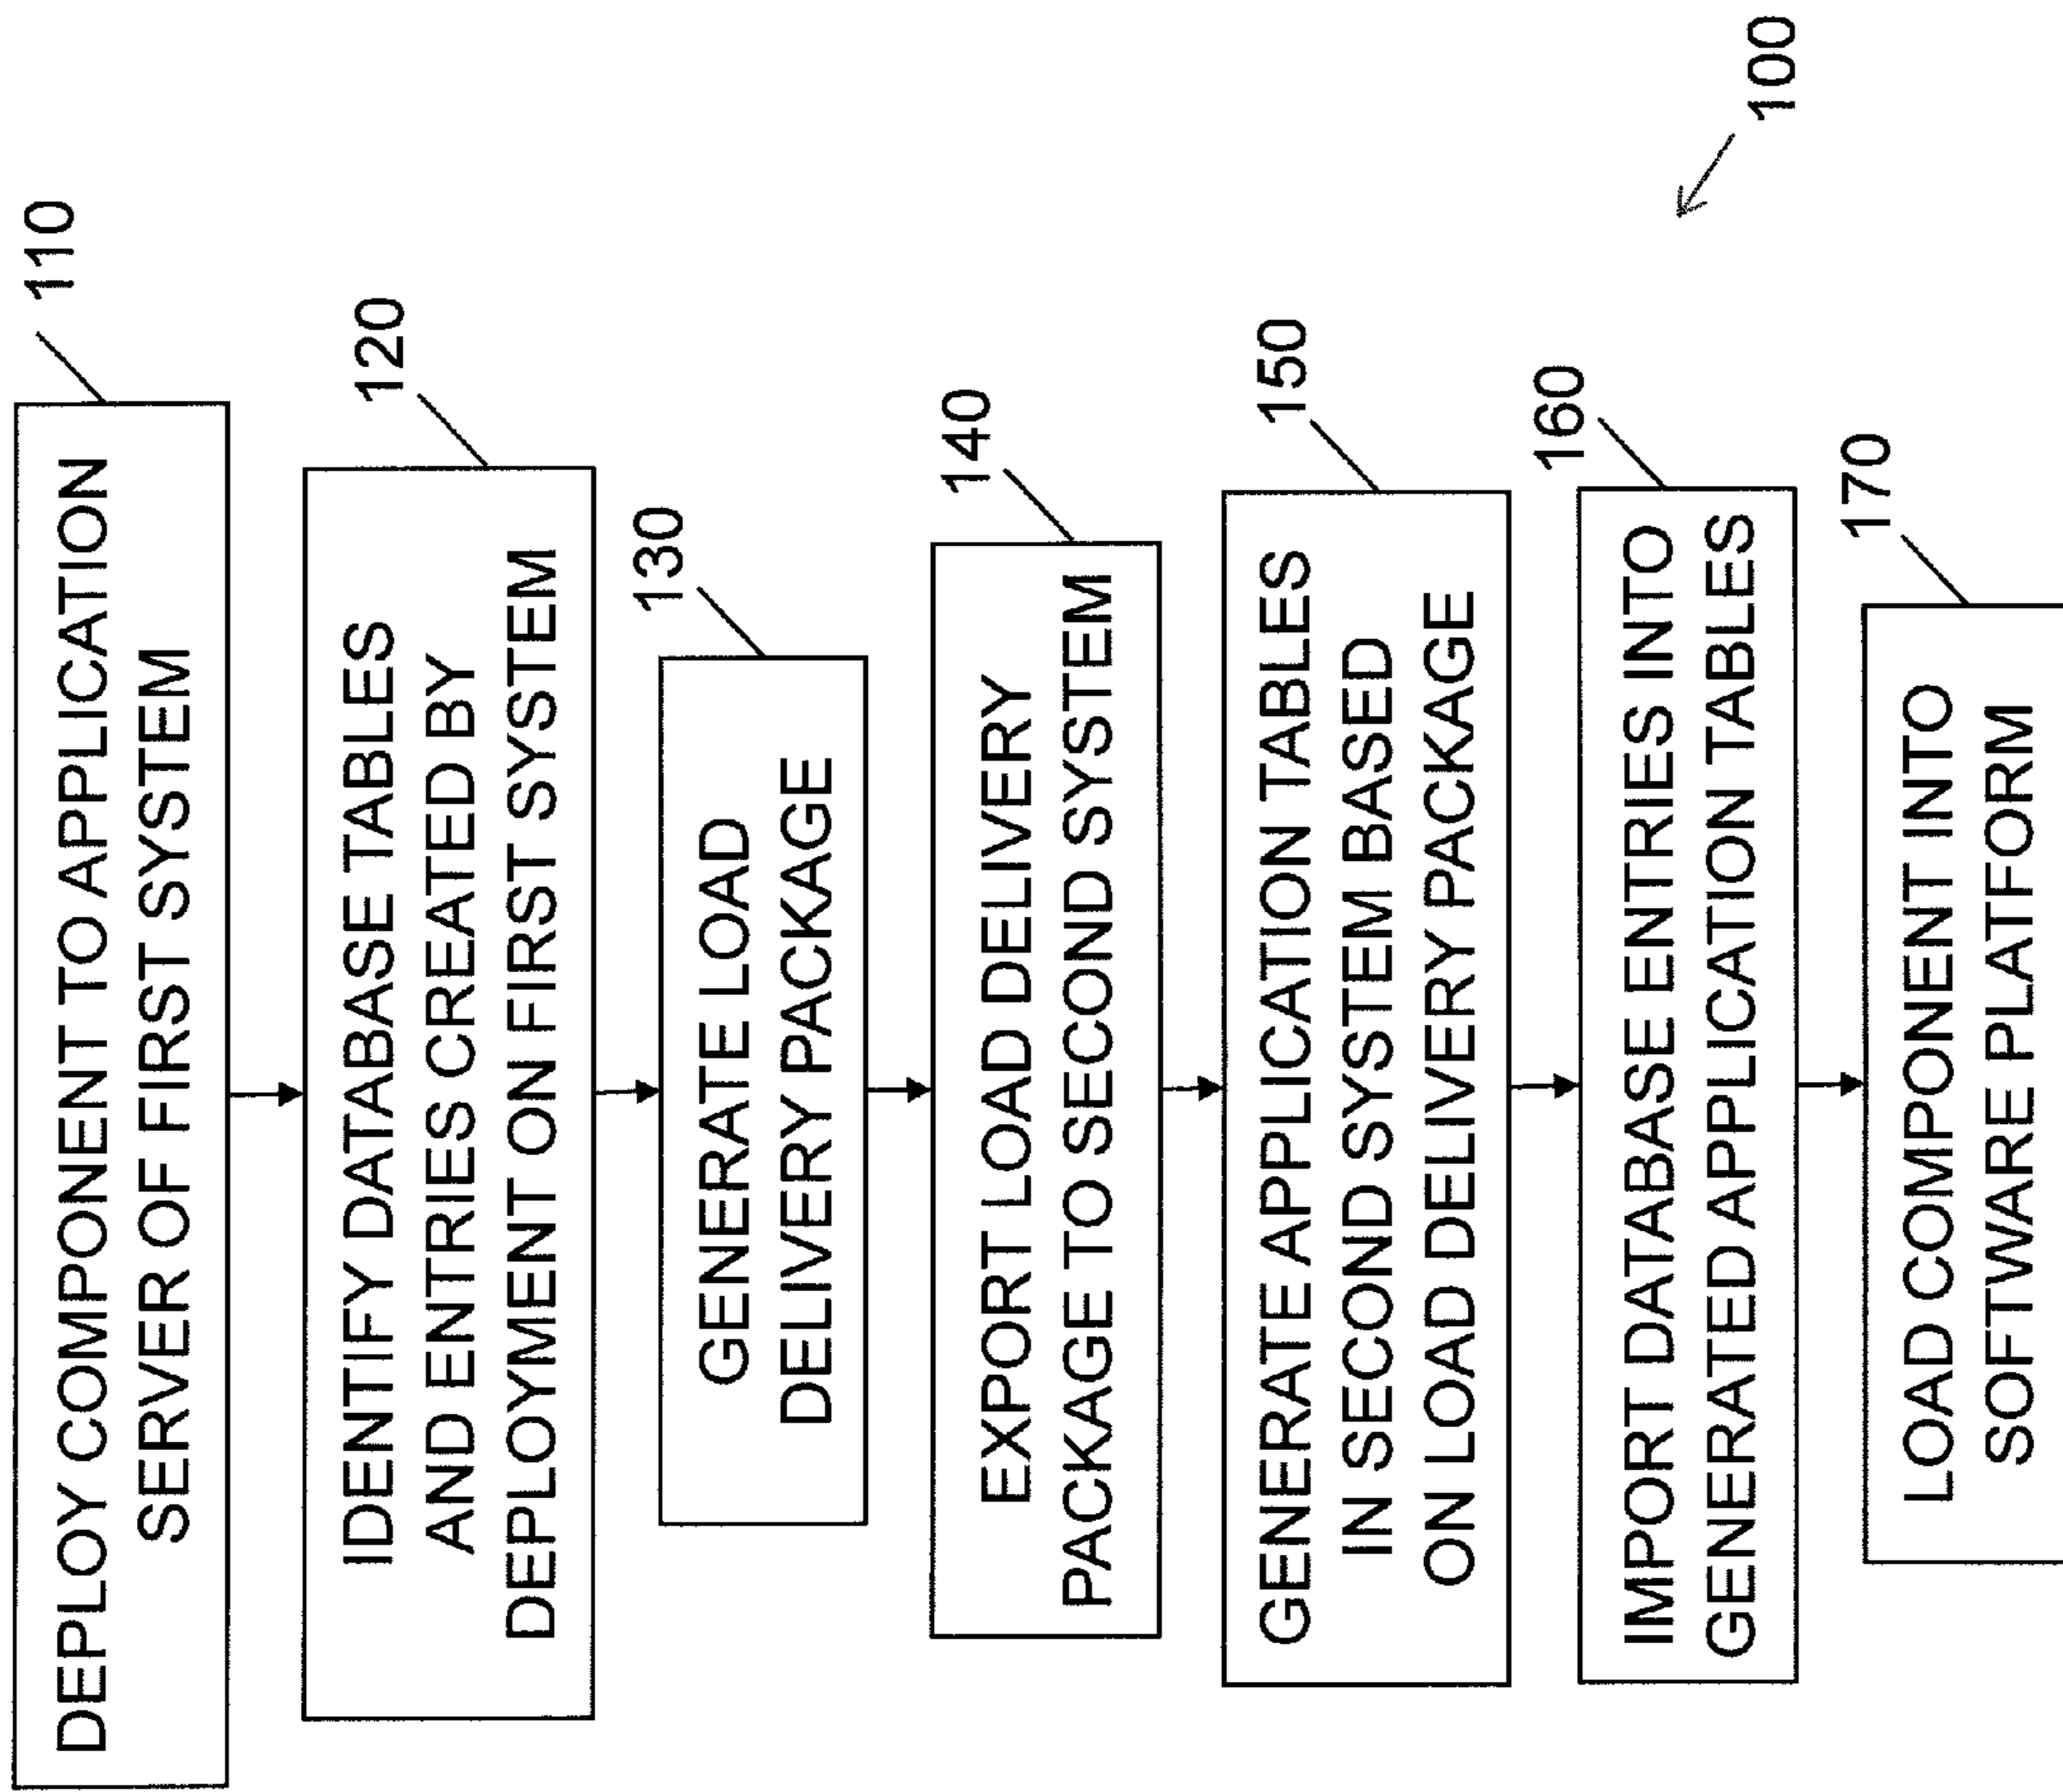 DEPLOY COMPONENT TO APPLICATION
SERVER OF FIRST SYSTEM
110
IDENTIFY DATABASE TABLES
AND ENTRIES CREATED BY
DEPLOYMENT ON FIRST SYSTEM
120
GENERATE LOAD
DELIVERY PACKAGE
130
EXPORT LOAD DELIVERY
PACKAGE TO SECOND SYSTEM
140
GENERATE APPLICATION TABLES
IN SECOND SYSTEM BASED
ON LOAD DELIVERY PACKAGE
150
IMPORT DATABASE ENTRIES INTO
GENERATED APPLICATION TABLES
160
LOAD COMPONENT INTO
SOFTWARE PLATFORM
170
100